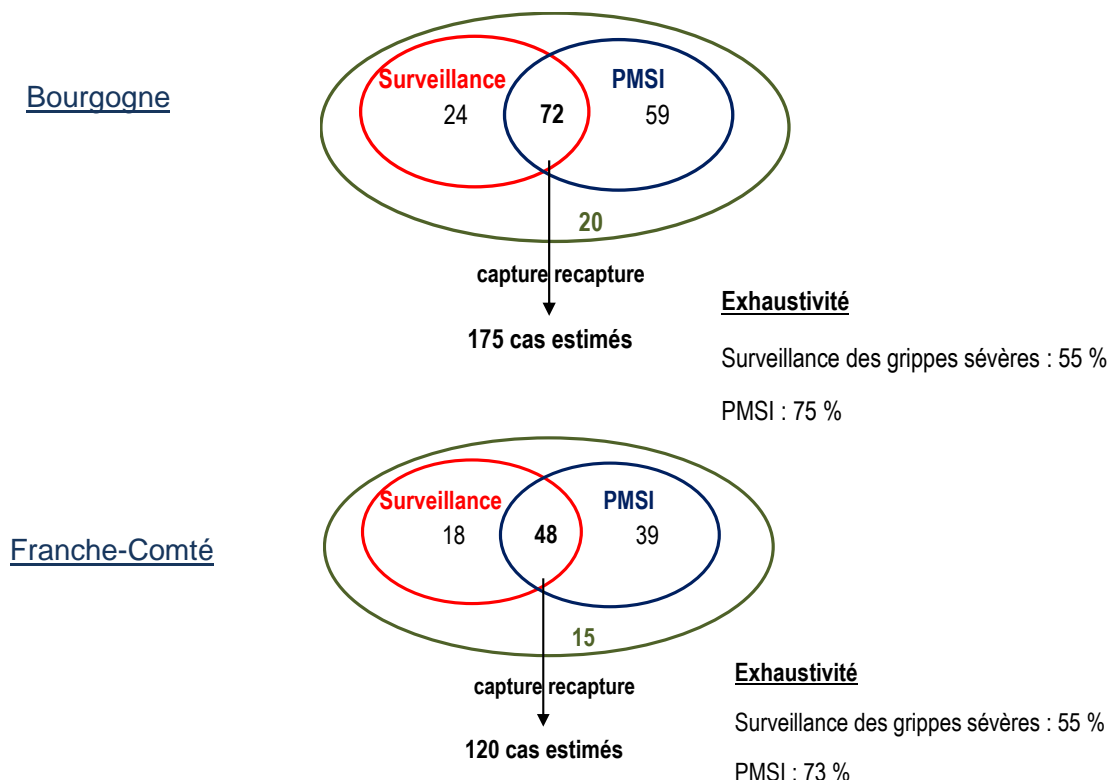 Surveillance PMSI
Bourgogne
24 72 59
20
capture recapture
175 cas estimés
Exhaustivité
Surveillance des grippes sévères : 55 %
PMSI : 75 %
Surveillance PMSI
Franche-Comté
18 48 39
15
capture recapture
120 cas estimés
Exhaustivité
Surveillance des grippes sévères : 55 %
PMSI : 73 %